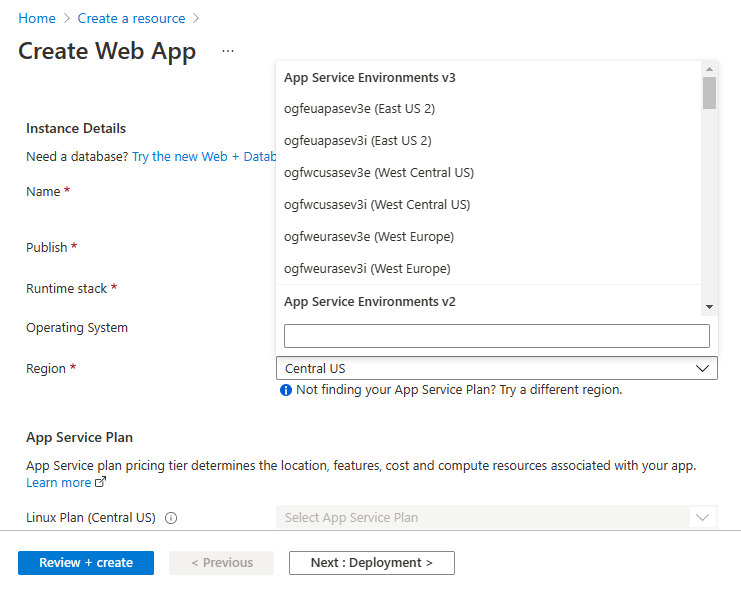 Home > Create a resource >
Create Web App ...
App Service Environments v3
ogfeuapasev3e (East US 2)
ogfeuapasev3i (East US 2)
ogfwcusasev3e (West Central US)
ogfwcusasev3i (West Central US)
ogfweurasev3e (West Europe)
ogfweurasev3i (West Europe)
App Service Environments v2
Instance Details
Need a database? Try the new Web + Datab
Name *
Publish *
Runtime stack *
Operating System
Region *
Central US
Not finding your App Service Plan? Try a different region.
App Service Plan
App Service plan pricing tier determines the location, features, cost and compute resources associated with your app.
Learn more
Linux Plan (Central US)
Select App Service Plan
Review + create
< Previous
Next : Deployment >